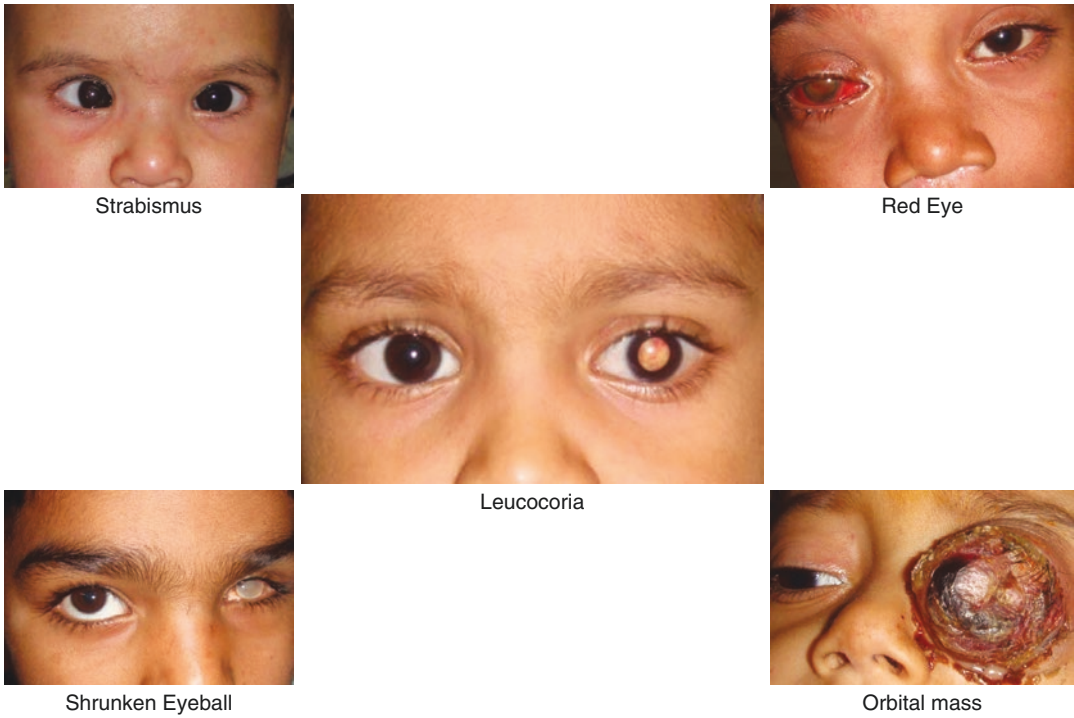 Strabismus
Red Eye
Leucocoria
Shrunken Eyeball
Orbital mass